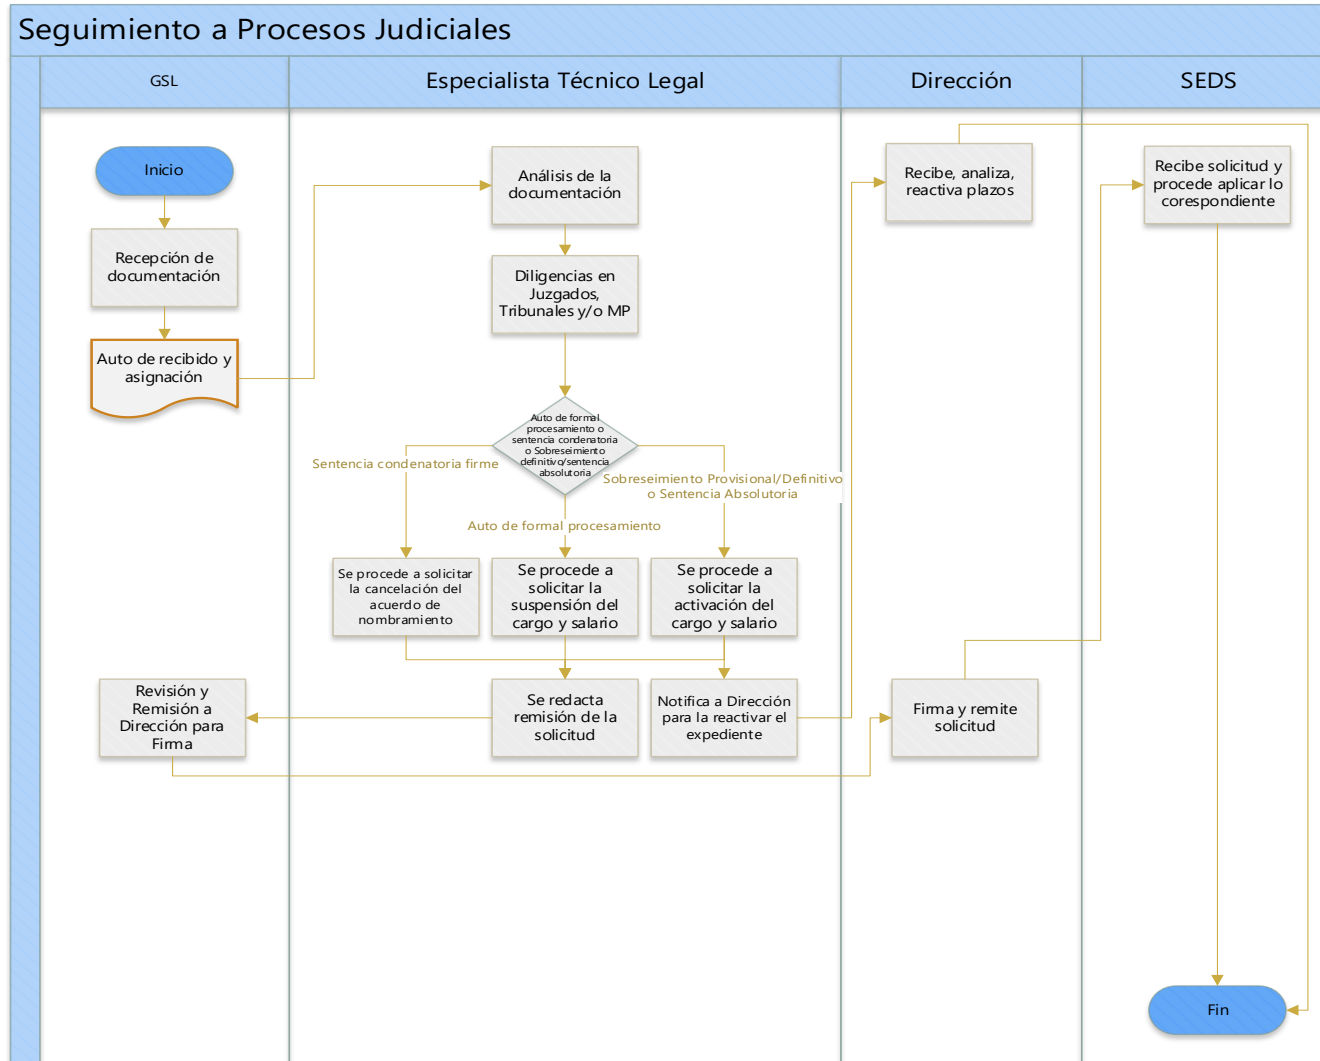 Seguimiento a Procesos Judiciales
GSL
Especialista Técnico Legal
Dirección
SEDS
Inicio
Recepción de
documentación
Auto de recibido y
asignación
Análisis de la
documentación
Diligencias en
Juzgados,
Tribunales y/o MP
Auto de formal
procesamiento o
sentencia condenatoria
o Sobreseimiento
definitivo/sentencia
absolutoria
Sentencia condenatoria firme
Sobreseimiento Provisional/Definitivo
o Sentencia Absolutoria
Auto de formal procesamiento
Se procede a solicitar
la cancelación del
acuerdo de
nombramiento
Se procede a
solicitar la
suspensión del
cargo y salario
Se procede a
solicitar la
activación del
cargo y salario
Revisión y
Remisión a
Dirección para
Firma
Se redacta
remisión de la
solicitud
Notifica a Dirección
para la reactivar el
expediente
Recibe, analiza,
reactiva plazos
Firma y remite
solicitud
Recibe solicitud y
procede aplicar lo
corespondiente
Fin